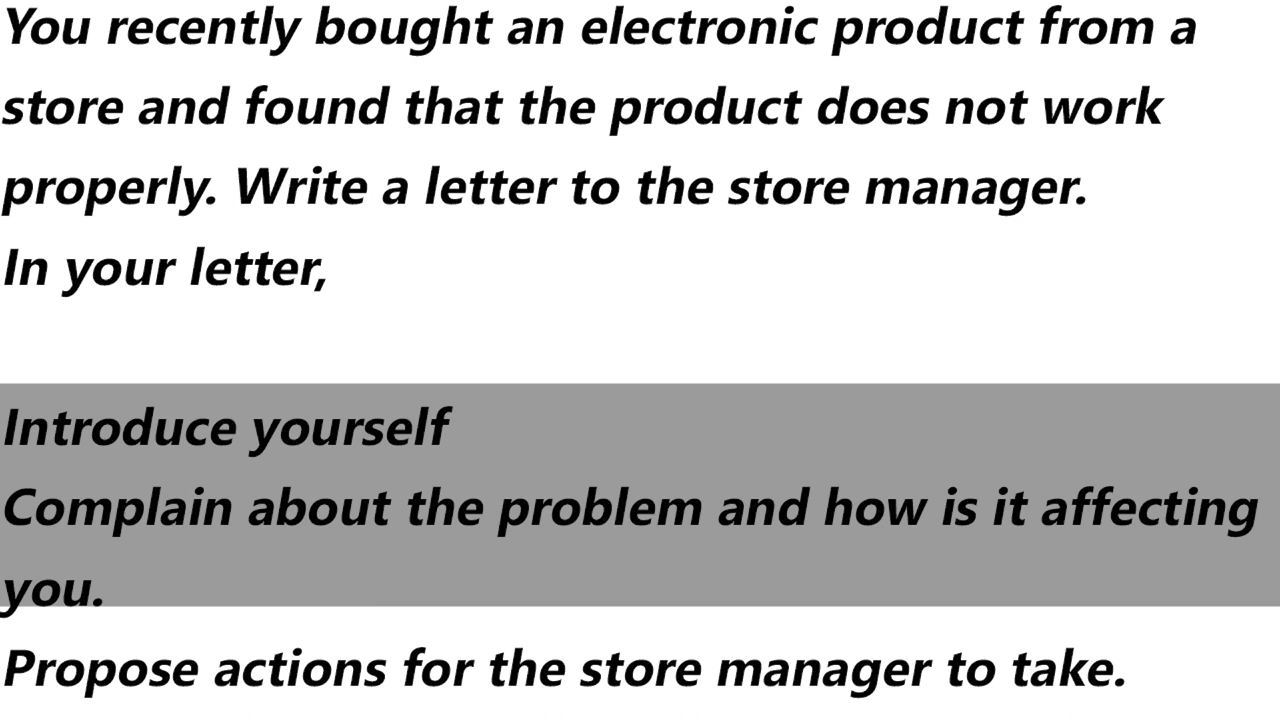 You recently bought an electronic product from a
store and found that the product does not work
properly. Write a letter to the store manager.
In your letter,
Introduce yourself
Complain about the problem and how is it affecting
you.
Propose actions for the store manager to take.